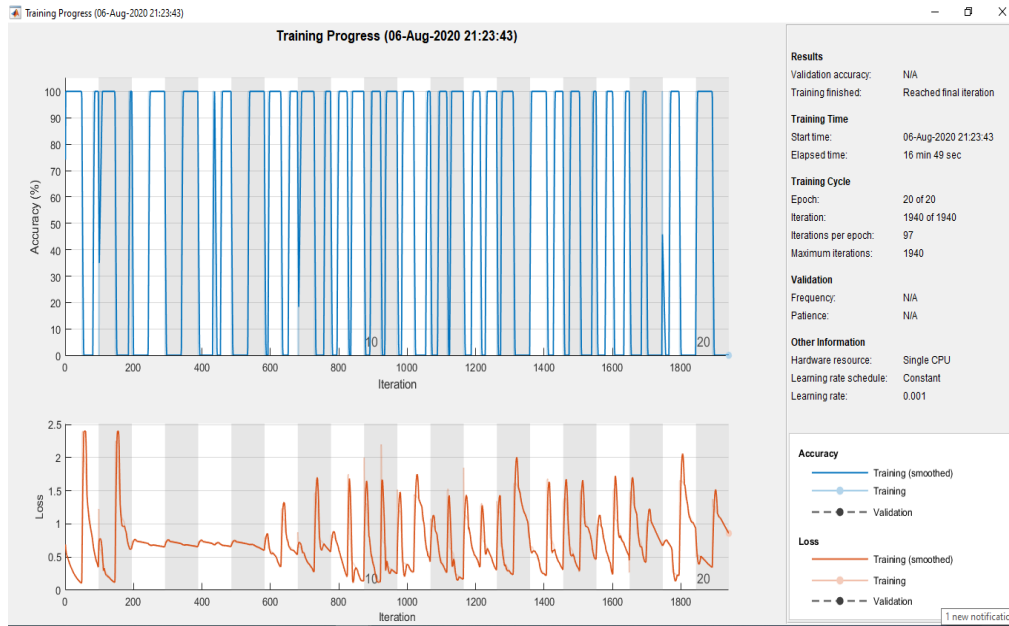 Training Progress (06-Aug-2020 21:23:43)
Training Progress (06-Aug-2020 21:23:43)
Accuracy (%)
100
90
80
70
60
50
40
30
20
10
0
10
20
0 200 400 600 800 1000 1200 1400 1600 1800
Iteration
Loss
2.5
2
1.5
1
0.5
0
10
20
0 200 400 600 800 1000 1200 1400 1600 1800
Iteration
Results
Validation accuracy: N/A
Training finished: Reached final iteration
Training Time
Start time: 06-Aug-2020 21:23:43
Elapsed time: 16 min 49 sec
Training Cycle
Epoch: 20 of 20
Iteration: 1940 of 1940
Iterations per epoch: 97
Maximum iterations: 1940
Validation
Frequency: N/A
Patience: N/A
Other Information
Hardware resource: Single CPU
Learning rate schedule: Constant
Learning rate: 0.001
Accuracy
Training (smoothed)
Training
Validation
Loss
Training (smoothed)
Training
Validation
1 new notificatio